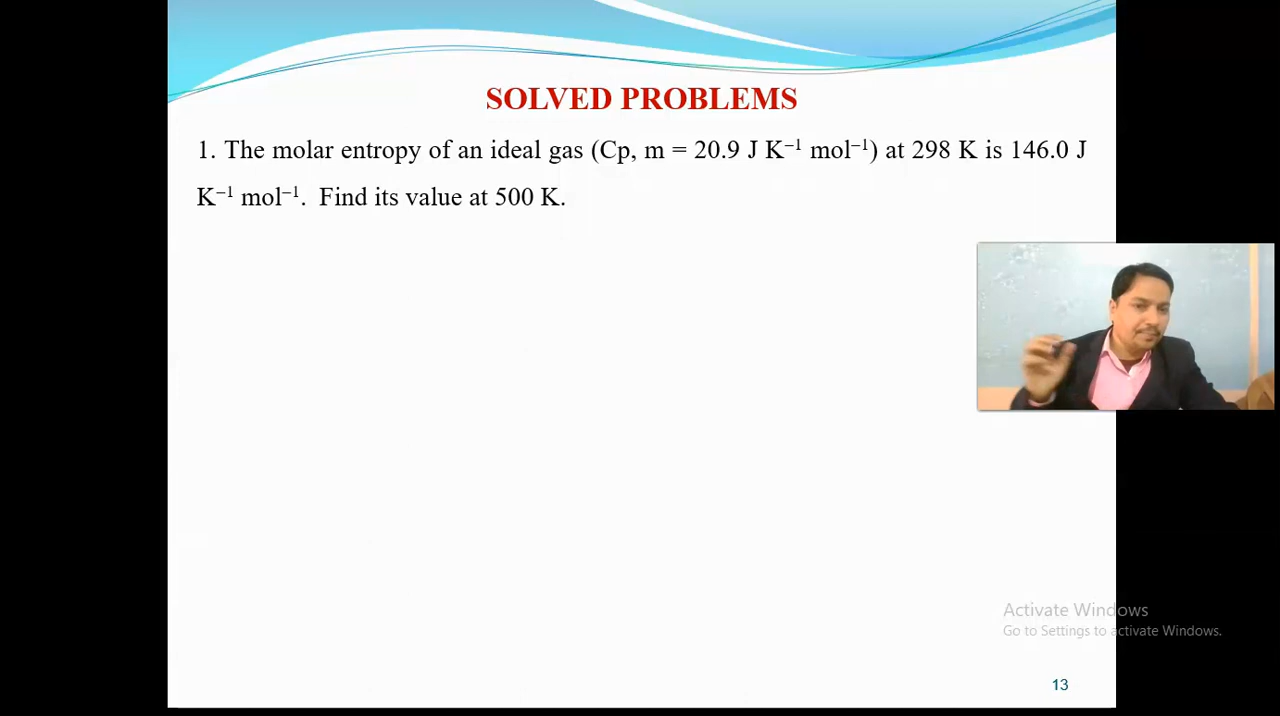 SOLVED PROBLEMS
1. The molar entropy of an ideal gas (Cp, m = 20.9 J K⁻¹ mol⁻¹) at 298 K is 146.0 J
K⁻¹ mol⁻¹. Find its value at 500 K.
Activate Windows
Go to Settings to activate Windows.
13